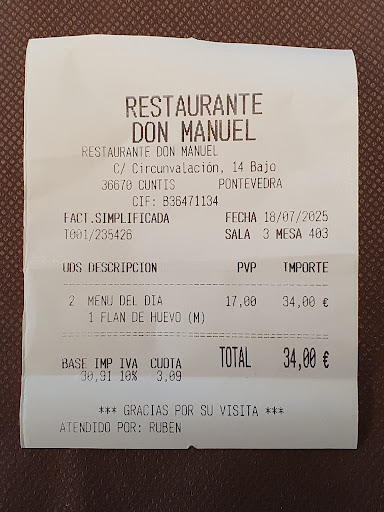 RESTAURANTE
DON MANUEL
RESTAURANTE DON MANUEL
C/ Circunvalación, 14 Bajo
36670 CUNTIS PONTEVEDRA
CIF: B36471134
FACT.SIMPLIFICADA FECHA 18/07/2025
T001/235426 SALA 3 MESA 403
UDS DESCRIPCION PVP IMPORTE
2 MENU DEL DIA 17,00 34,00 €
1 FLAN DE HUEVO (M)
BASE IMP IVA CUOTA TOTAL 34,00 €
30,91 10% 3,09
*** GRACIAS POR SU VISITA ***
ATENDIDO POR: RUBEN